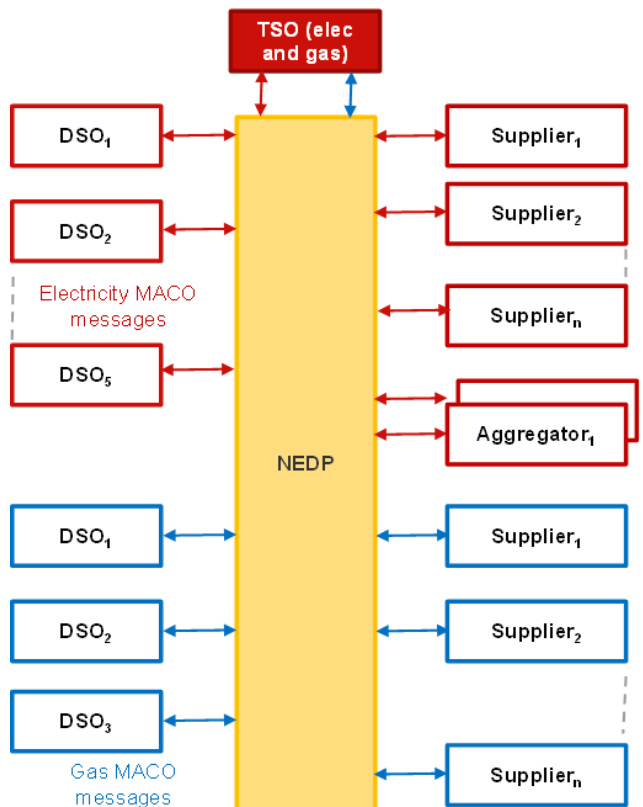 TSO (elec
and gas)
DSO₁
Supplier₁
DSO₂
Supplier₂
Electricity MACO
messages
Supplierₙ
DSO₅
Aggregator₁
NEDP
DSO₁
Supplier₁
DSO₂
Supplier₂
DSO₃
Gas MACO
messages
Supplierₙ